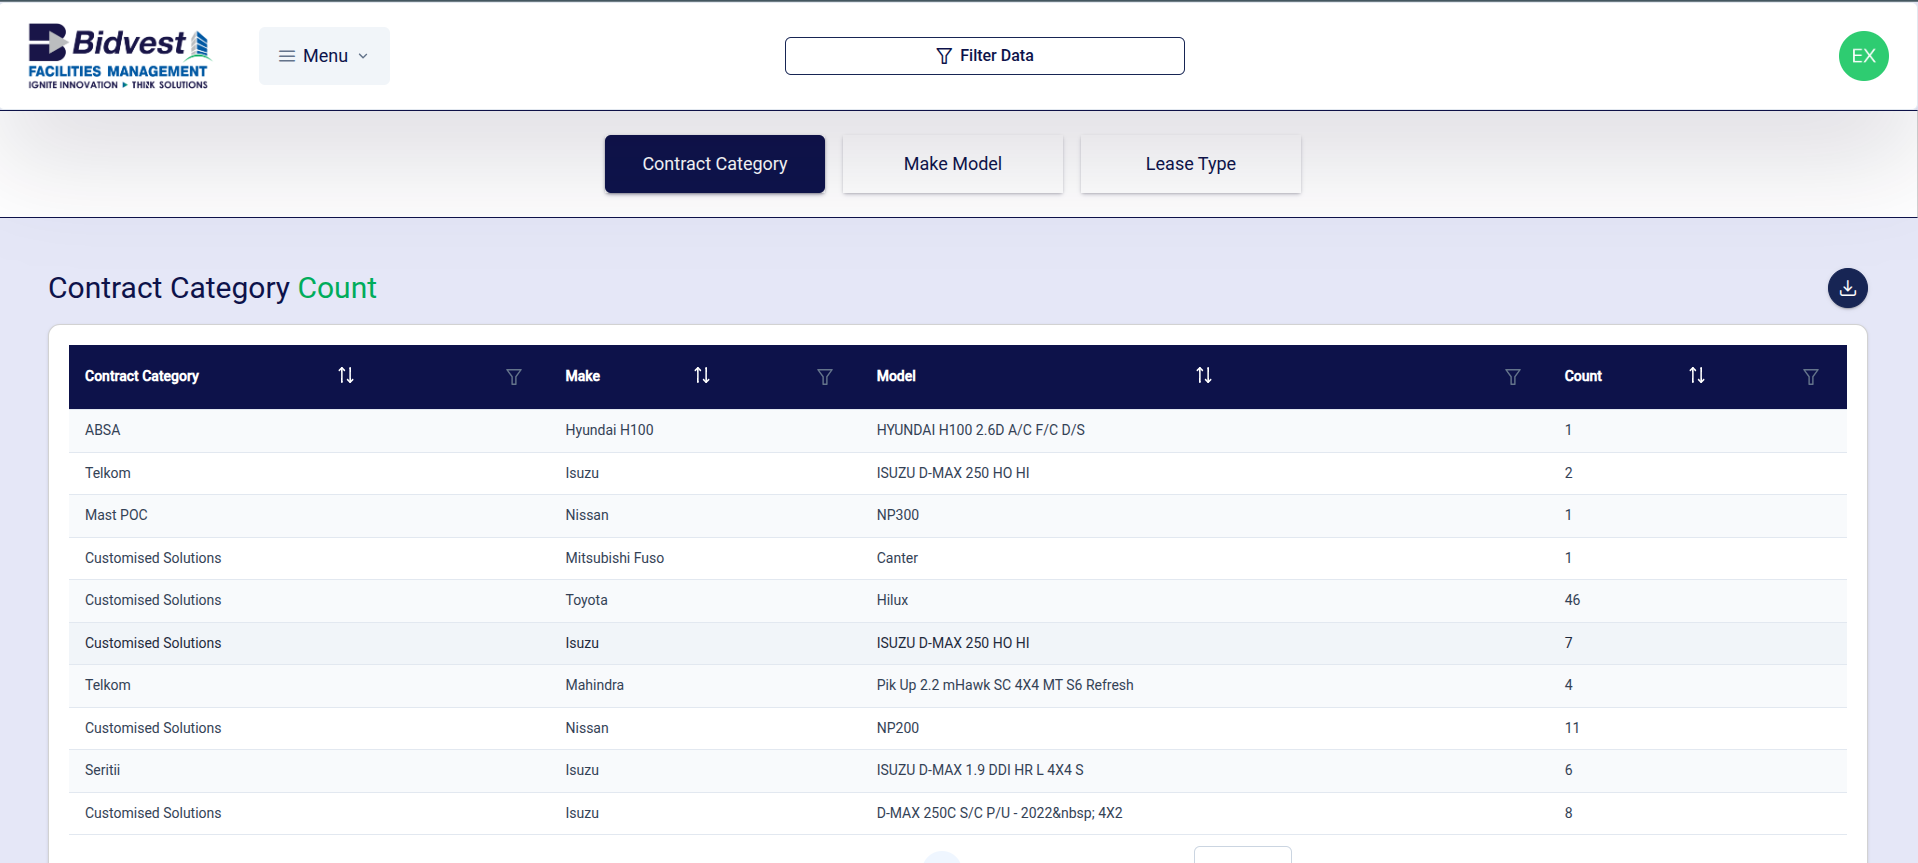 Bidvest
FACILITIES MANAGEMENT
IGNITE INNOVATION ▸ THI2K SOLUTIONS
Menu
Filter Data
EX
Contract Category
Make Model
Lease Type
Contract Category Count
Contract Category Make Model Count
ABSA Hyundai H100 HYUNDAI H100 2.6D A/C F/C D/S 1
Telkom Isuzu ISUZU D-MAX 250 HO HI 2
Mast POC Nissan NP300 1
Customised Solutions Mitsubishi Fuso Canter 1
Customised Solutions Toyota Hilux 46
Customised Solutions Isuzu ISUZU D-MAX 250 HO HI 7
Telkom Mahindra Pik Up 2.2 mHawk SC 4X4 MT S6 Refresh 4
Customised Solutions Nissan NP200 11
Seritii Isuzu ISUZU D-MAX 1.9 DDI HR L 4X4 S 6
Customised Solutions Isuzu D-MAX 250C S/C P/U - 2022&nbsp; 4X2 8